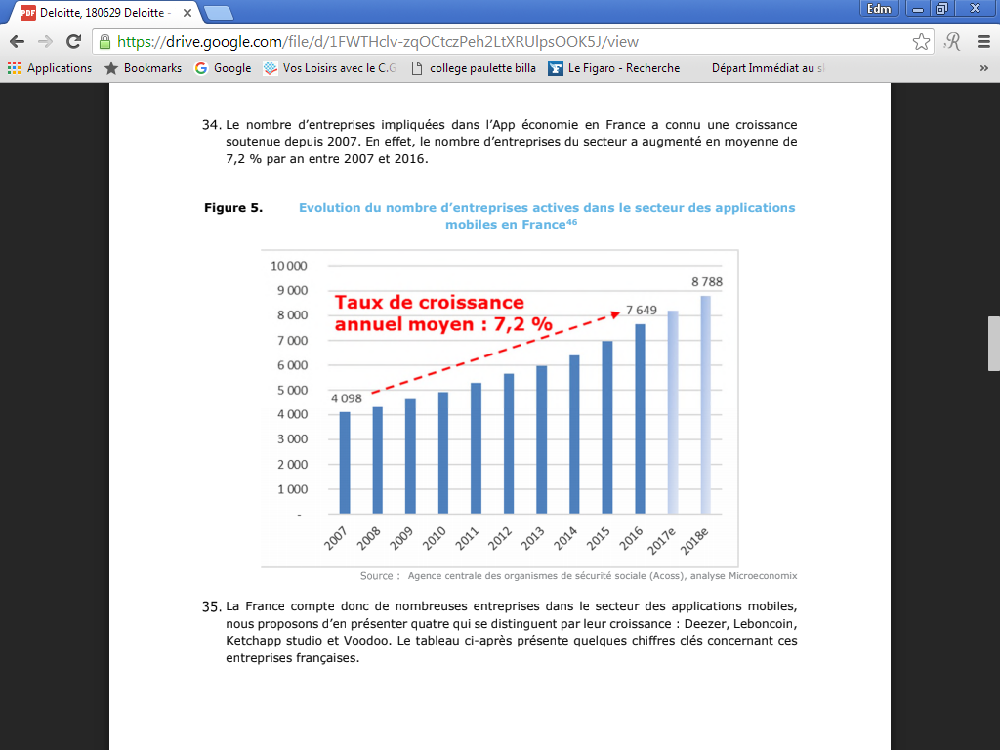 Deloitte, 180629 Deloitte -
Edm
https://drive.google.com/file/d/1FWTHclv-zqOCtczPeh2LtXRUlpsOOK5J/view
Applications Bookmarks Google Vos Loisirs avec le C.G college paulette billa Le Figaro - Recherche Départ Immédiat au s
34. Le nombre d'entreprises impliquées dans l'App économie en France a connu une croissance
soutenue depuis 2007. En effet, le nombre d'entreprises du secteur a augmenté en moyenne de
7,2 % par an entre 2007 et 2016.
Figure 5. Evolution du nombre d'entreprises actives dans le secteur des applications
mobiles en France46
10 000
9 000
8 000
7 000
6 000
5 000
4 000
3 000
2 000
1 000
-
Taux de croissance
annuel moyen : 7,2 %
4 098
7 649
8 788
2007 2008 2009 2010 2011 2012 2013 2014 2015 2016 2017e 2018e
Source : Agence centrale des organismes de sécurité sociale (Acoss), analyse Microeconomix
35. La France compte donc de nombreuses entreprises dans le secteur des applications mobiles,
nous proposons d'en présenter quatre qui se distinguent par leur croissance : Deezer, Leboncoin,
Ketchapp studio et Voodoo. Le tableau ci-après présente quelques chiffres clés concernant ces
entreprises françaises.